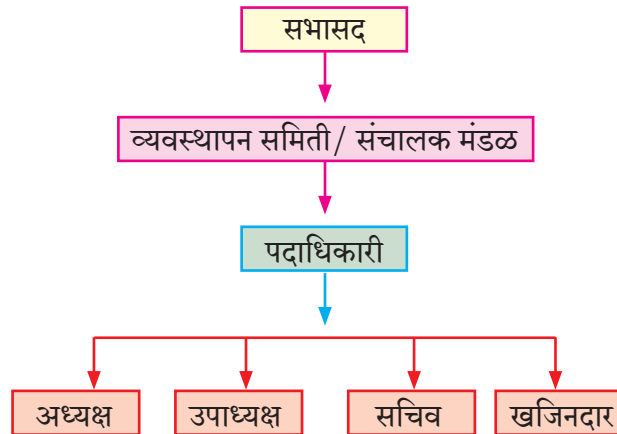 सभासद
व्यवस्थापन समिती/ संचालक मंडळ
पदाधिकारी
अध्यक्ष उपाध्यक्ष सचिव खजिनदार